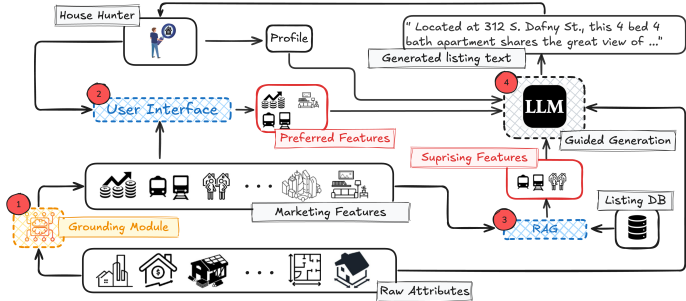 House Hunter
Profile
" Located at 312 S. Dafny St., this 4 bed 4
bath apartment shares the great view of ..."
Generated listing text
2
User Interface
Preferred Features
4
LLM
Guided Generation
Suprising Features
Marketing Features
1
Grounding Module
3
RAG
Listing DB
Raw Attributes